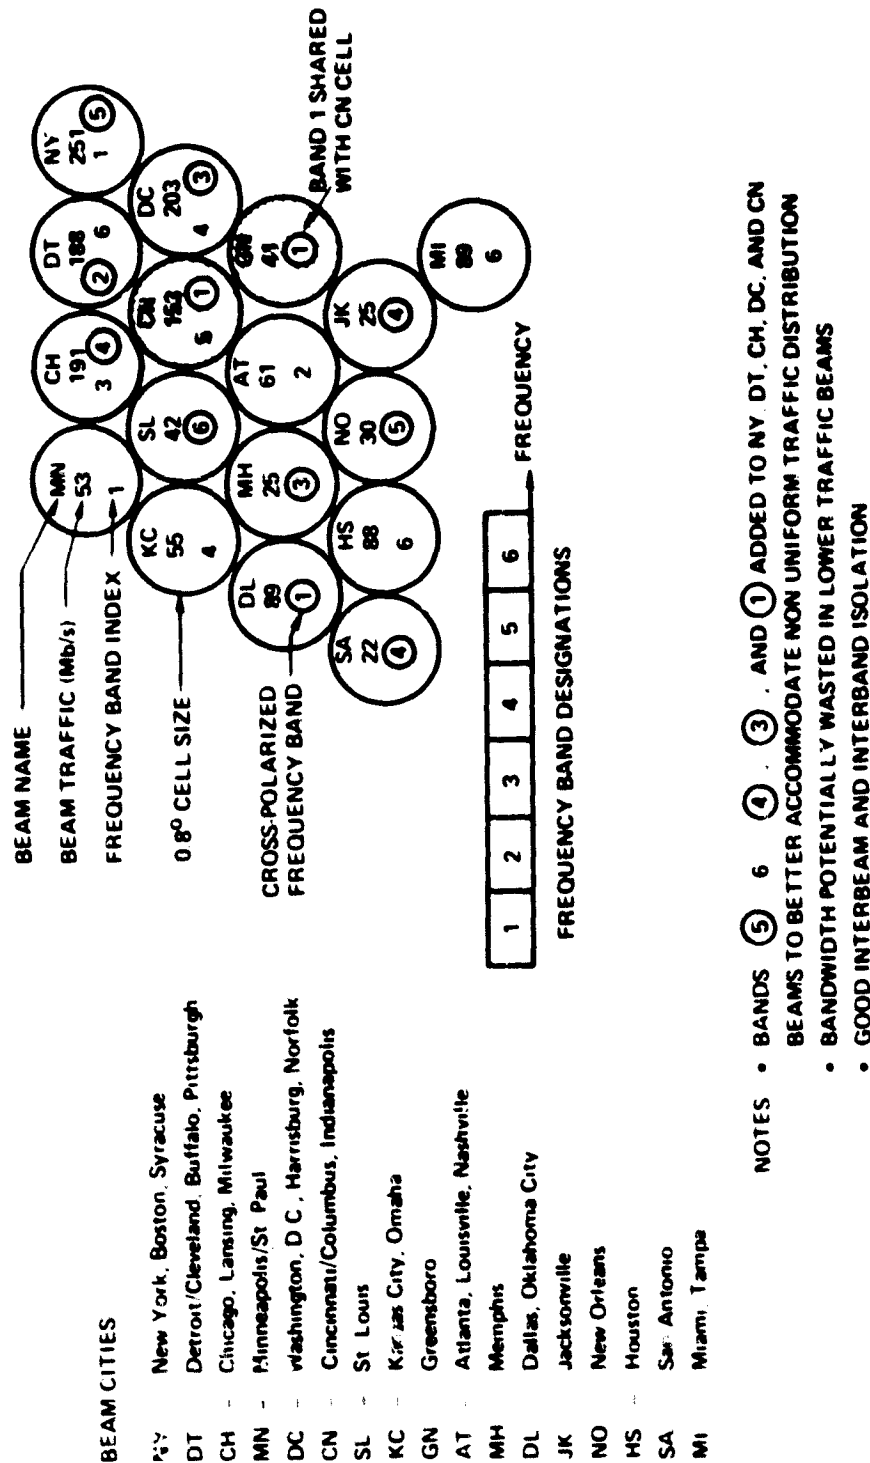 BEAM NAME
BEAM TRAFFIC (Mb/s)
FREQUENCY BAND INDEX
0.8° CELL SIZE
CROSS-POLARIZED
FREQUENCY BAND
MN
53
1
CH
191
3 4
DT
188
2 6
NY
251
1 5
KC
55
4
SL
42
6
CN
5 1
DC
203
4 3
DL
89
1
MH
25
3
AT
61
2
GN
41
1
BAND 1 SHARED
WITH CN CELL
SA
22
4
HS
88
6
NO
30
5
JK
25
4
MI
89
6
1 2 3 4 5 6
FREQUENCY
FREQUENCY BAND DESIGNATIONS
BEAM CITIES
NY New York, Boston, Syracuse
DT Detroit/Cleveland, Buffalo, Pittsburgh
CH - Chicago, Lansing, Milwaukee
MN - Minneapolis/St Paul
DC - Washington, D C, Harrisburg, Norfolk
CN - Cincinnati/Columbus, Indianapolis
SL - St Louis
KC - Kansas City, Omaha
GN Greensboro
AT - Atlanta, Louisville, Nashville
MH Memphis
DL Dallas, Oklahoma City
JK Jacksonville
NO New Orleans
HS - Houston
SA San Antonio
MI Miami, Tampa
NOTES • BANDS 5 6 4 , 3 , AND 1 ADDED TO NY, DT, CH, DC, AND CN
BEAMS TO BETTER ACCOMMODATE NON UNIFORM TRAFFIC DISTRIBUTION
• BANDWIDTH POTENTIALLY WASTED IN LOWER TRAFFIC BEAMS
• GOOD INTERBEAM AND INTERBAND ISOLATION